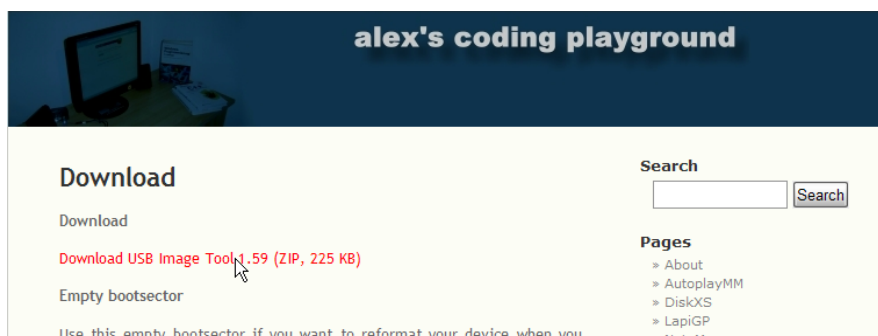 alex's coding playground
Download
Download
Download USB Image Tool 1.59 (ZIP, 225 KB)
Empty bootsector
Use this empty bootsector if you want to reformat your device when you
Search
Search
Pages
» About
» AutoplayMM
» DiskXS
» LapiGP